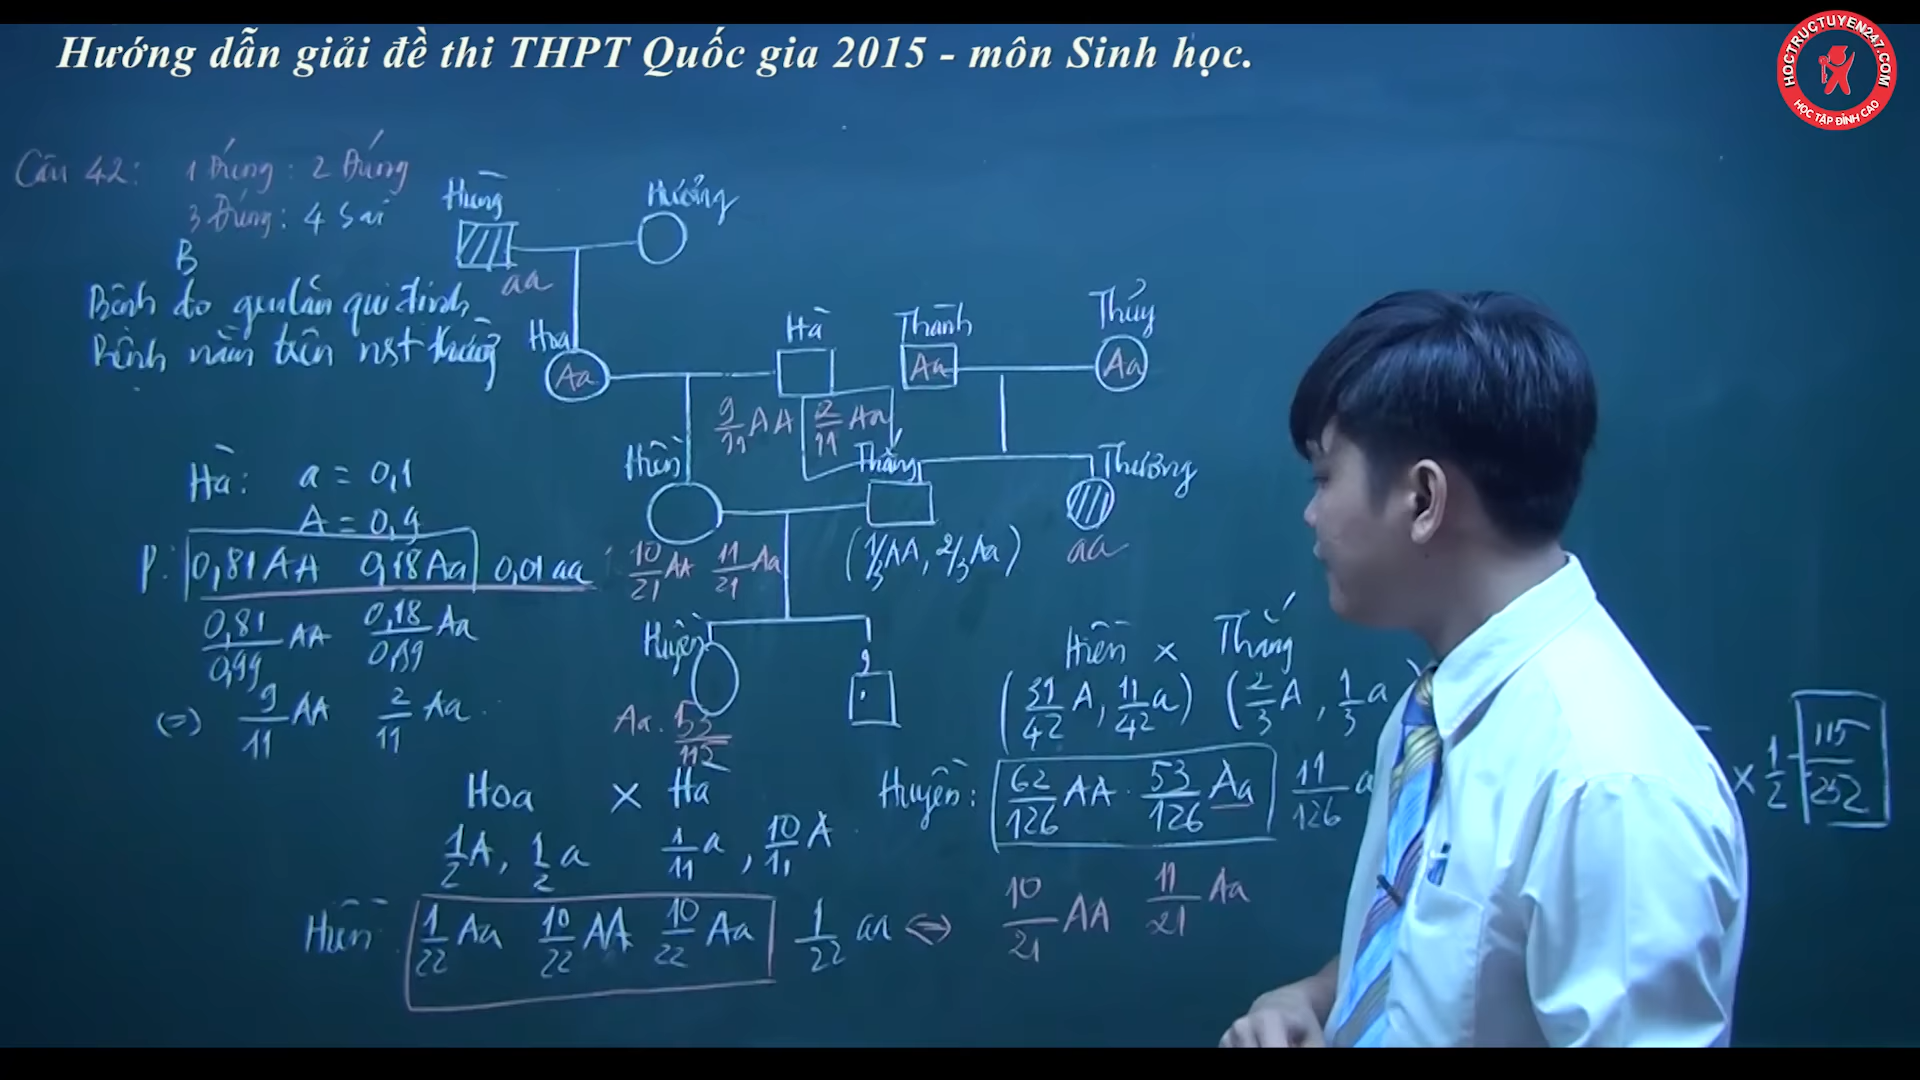 Hướng dẫn giải đề thi THPT Quốc gia 2015 - môn Sinh học.
HOCTRUCTUYEN247.COM
HỌC TẬP ĐỈNH CAO
Câu 42: 1 Đúng : 2 Đúng
3 Đúng : 4 Sai
B
Bệnh do gen lặn qui định
Bệnh nằm trên nst thường
Hùng
Hướng
aa
Hoa
Aa
Hà
9/11 AA 2/11 Aa
Thành
Aa
Thủy
Aa
Hiền
10/21 AA 11/21 Aa
Thắng
(1/3 AA, 2/3 Aa)
Thương
aa
Huyền
Aa. 53/115
?
Hà: a = 0,1
A = 0,9
P: 0,81 AA 0,18 Aa 0,01 aa
0,81/0,99 AA 0,18/0,99 Aa
⇔ 9/11 AA 2/11 Aa
Hoa × Hà
1/2 A, 1/2 a 1/11 a, 10/11 A
Hiền: 1/22 Aa 10/22 AA 10/22 Aa 1/22 aa ⇔ 10/21 AA 11/21 Aa
Hiền × Thắng
(31/42 A, 11/42 a) (2/3 A, 1/3 a
Huyền: 62/126 AA. 53/126 Aa 11/126 a
× 1/2 = 115/252